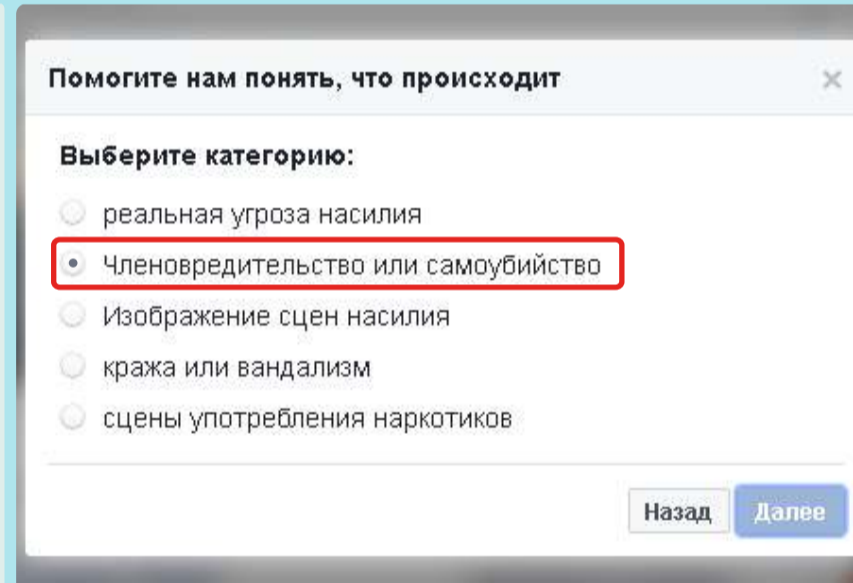 Помогите нам понять, что происходит
Выберите категорию:
реальная угроза насилия
Членовредительство или самоубийство
Изображение сцен насилия
кража или вандализм
сцены употребления наркотиков
Назад Далее